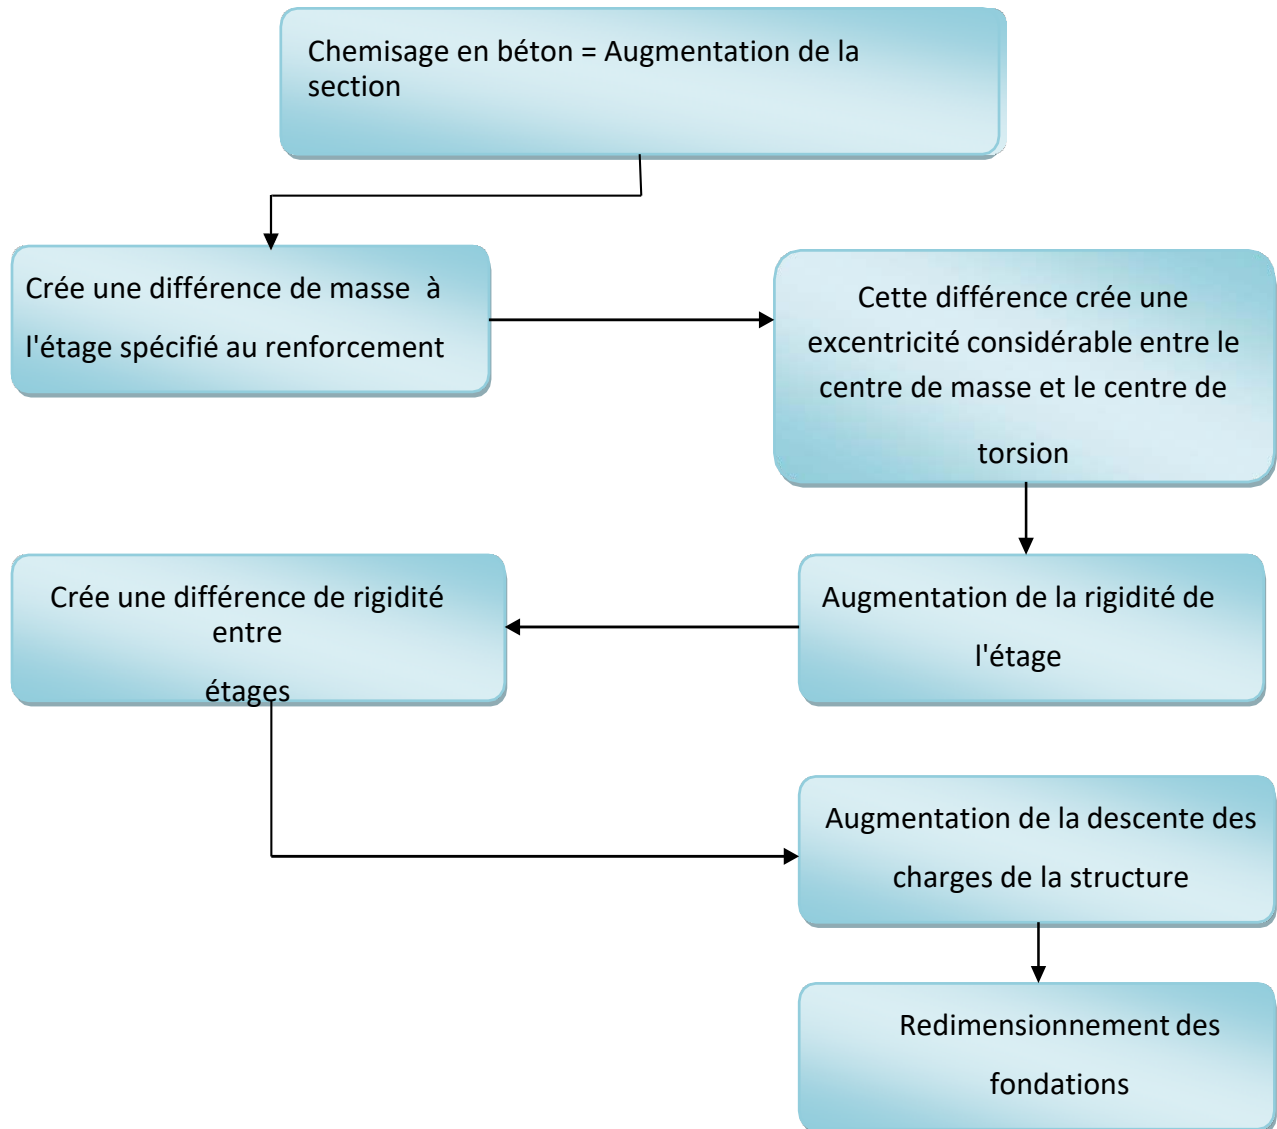 Chemisage en béton = Augmentation de la
section
Crée une différence de masse à
l'étage spécifié au renforcement
Cette différence crée une
excentricité considérable entre le
centre de masse et le centre de
torsion
Augmentation de la rigidité de
l'étage
Crée une différence de rigidité
entre
étages
Augmentation de la descente des
charges de la structure
Redimensionnement des
fondations